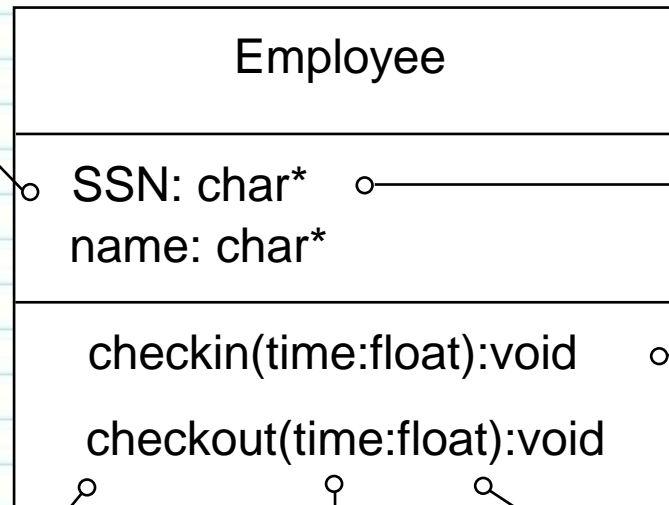 Employee
SSN: char*
name: char*
checkin(time:float):void
checkout(time:float):void